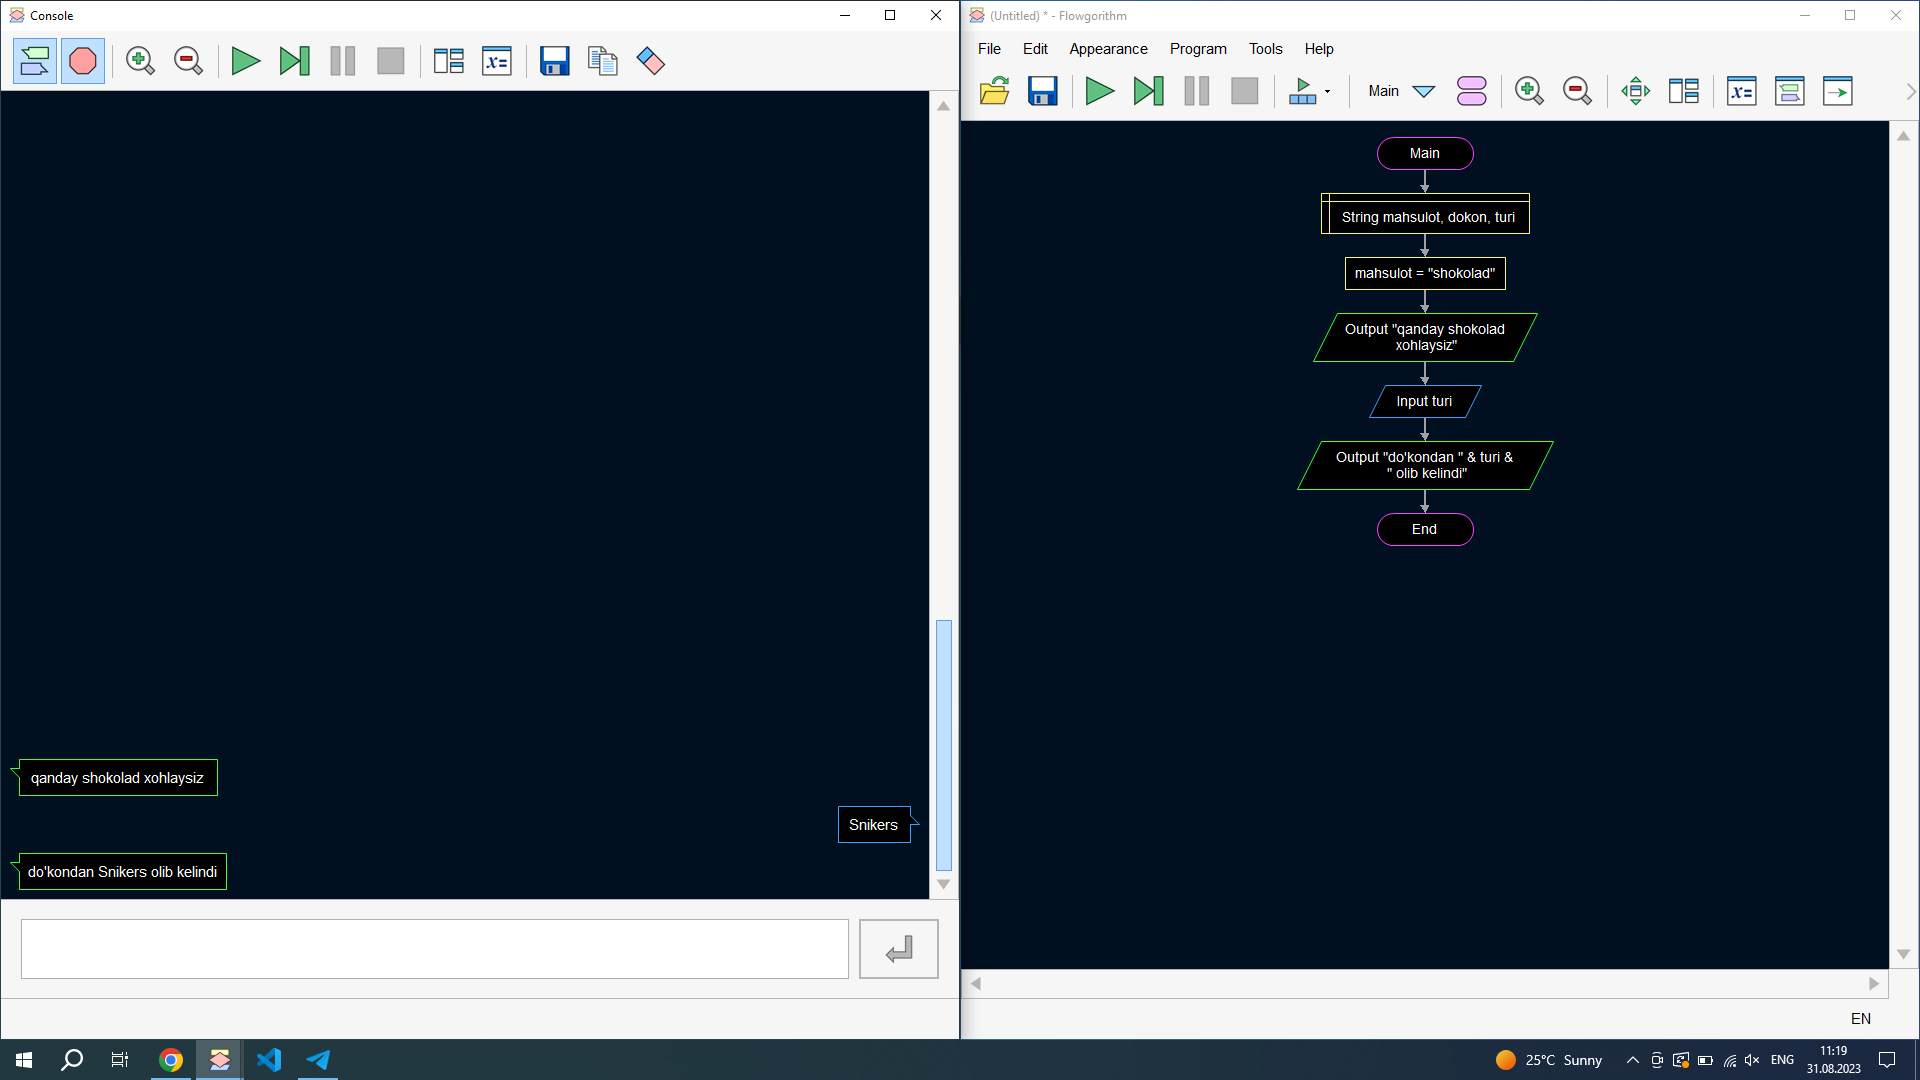 Console
x=
qanday shokolad xohlaysiz
Snikers
do'kondan Snikers olib kelindi
(Untitled) * - Flowgorithm
File Edit Appearance Program Tools Help
Main
x=
Main
String mahsulot, dokon, turi
mahsulot = "shokolad"
Output "qanday shokolad
xohlaysiz"
Input turi
Output "do'kondan " & turi &
" olib kelindi"
End
EN
25°C Sunny
ENG
11:19
31.08.2023